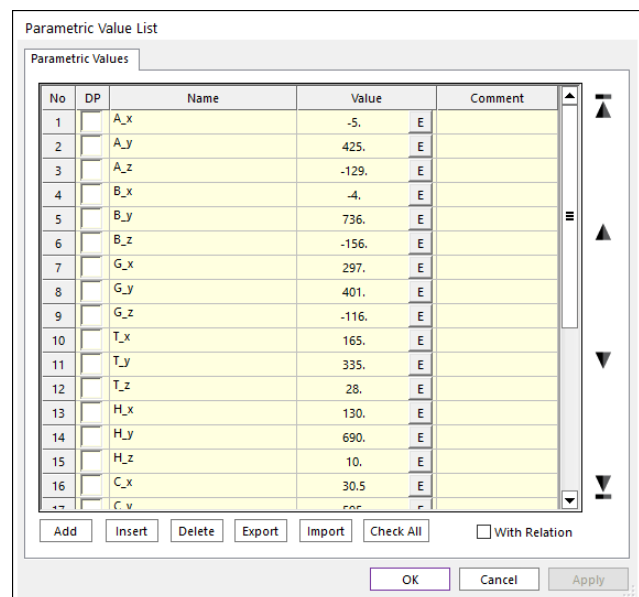 Parametric Value List
Parametric Values
No DP Name Value Comment
1 A_x -5. E
2 A_y 425. E
3 A_z -129. E
4 B_x -4. E
5 B_y 736. E
6 B_z -156. E
7 G_x 297. E
8 G_y 401. E
9 G_z -116. E
10 T_x 165. E
11 T_y 335. E
12 T_z 28. E
13 H_x 130. E
14 H_y 690. E
15 H_z 10. E
16 C_x 30.5 E
17 C_y
Add Insert Delete Export Import Check All With Relation
OK Cancel Apply